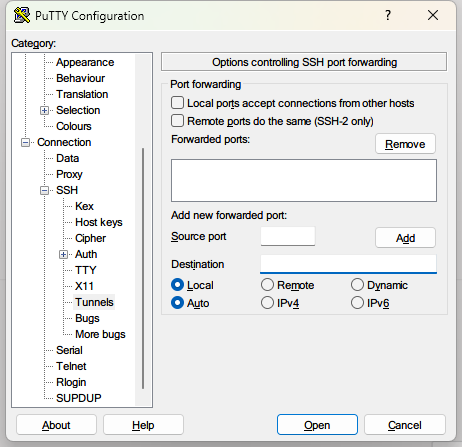 PuTTY Configuration
?
Category:
Appearance
Behaviour
Translation
Selection
Colours
Connection
Data
Proxy
SSH
Kex
Host keys
Cipher
Auth
TTY
X11
Tunnels
Bugs
More bugs
Serial
Telnet
Rlogin
SUPDUP
Options controlling SSH port forwarding
Port forwarding
Local ports accept connections from other hosts
Remote ports do the same (SSH-2 only)
Forwarded ports:
Remove
Add new forwarded port:
Source port
Add
Destination
Local Remote Dynamic
Auto IPv4 IPv6
About Help Open Cancel